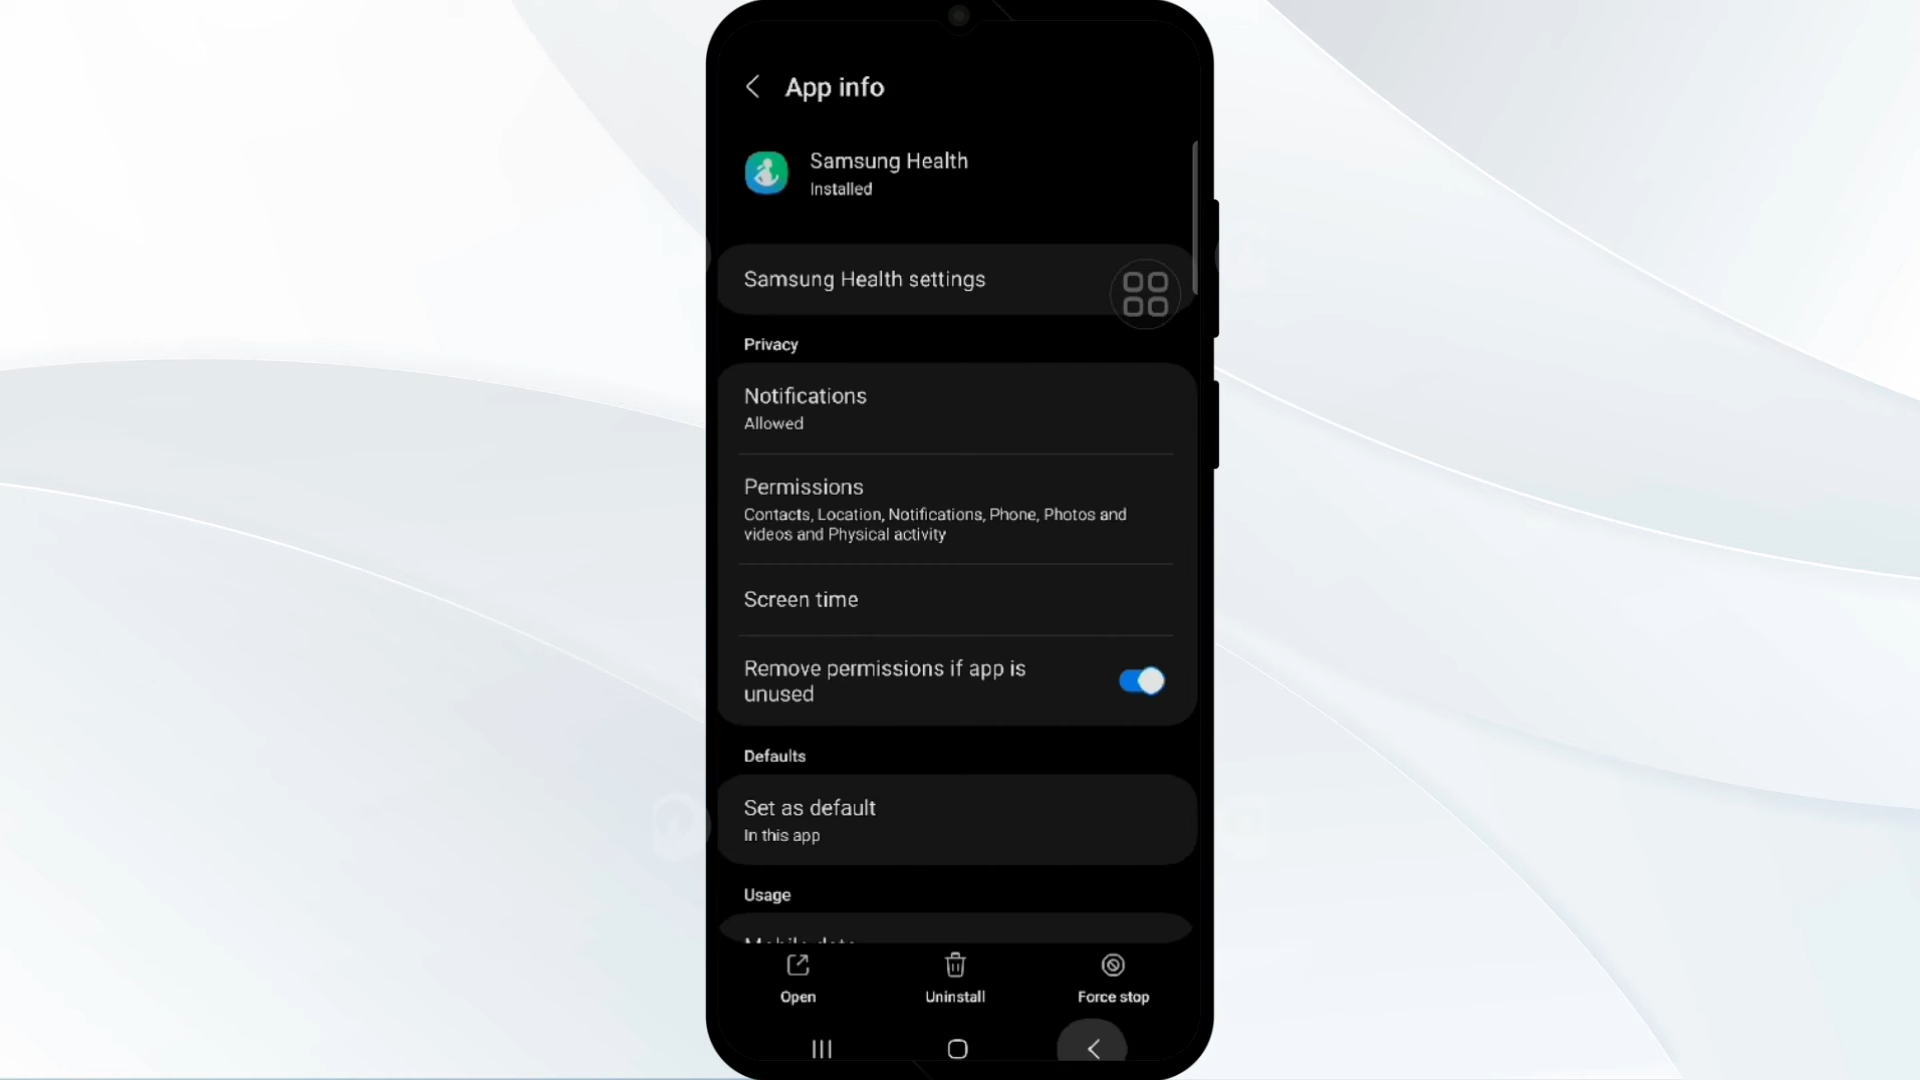 App info
Samsung Health
Installed
Samsung Health settings
Privacy
Notifications
Allowed
Permissions
Contacts, Location, Notifications, Phone, Photos and
videos and Physical activity
Screen time
Remove permissions if app is
unused
Defaults
Set as default
In this app
Usage
Mobile data
Open
Uninstall
Force stop